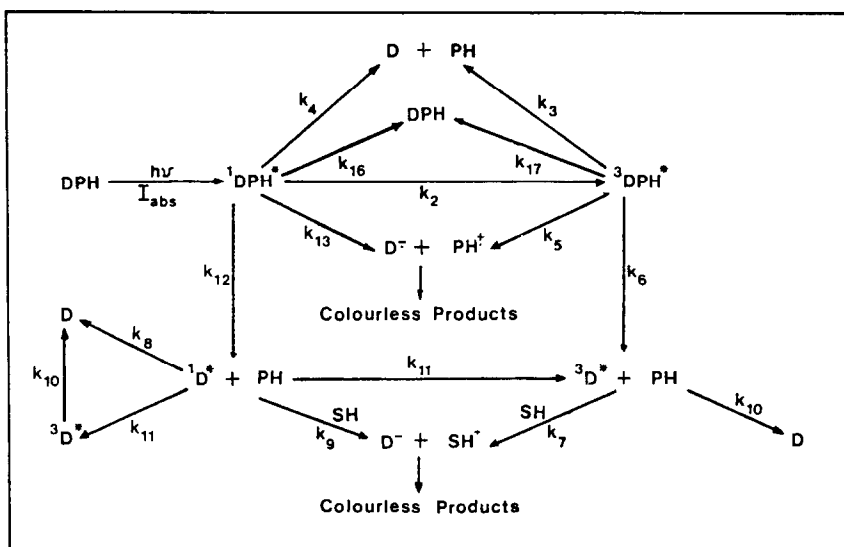 D + PH
k4
k3
DPH
k16
k17
DPH
hν
Iabs
¹DPH*
k2
³DPH*
k13
D⁻ + PH⁺
k5
k12
k6
Colourless Products
D
k8
k10
¹D* + PH
k11
³D* + PH
³D*
k11
SH
k9
D⁻ + SH⁺
SH
k7
k10
D
Colourless Products